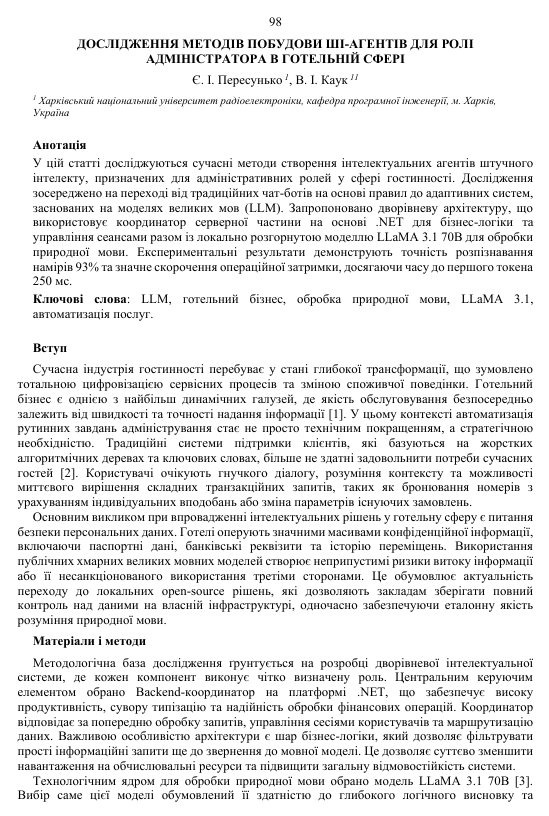 98
ДОСЛІДЖЕННЯ МЕТОДІВ ПОБУДОВИ ШІ-АГЕНТІВ ДЛЯ РОЛІ
АДМІНІСТРАТОРА В ГОТЕЛЬНІЙ СФЕРІ
Є. І. Пересунько ¹, В. І. Каук ¹¹
¹ Харківський національний університет радіоелектроніки, кафедра програмної інженерії, м. Харків,
Україна
Анотація
У цій статті досліджуються сучасні методи створення інтелектуальних агентів штучного
інтелекту, призначених для адміністративних ролей у сфері гостинності. Дослідження
зосереджено на переході від традиційних чат-ботів на основі правил до адаптивних систем,
заснованих на моделях великих мов (LLM). Запропоновано дворівневу архітектуру, що
використовує координатор серверної частини на основі .NET для бізнес-логіки та
управління сеансами разом із локально розгорнутою моделлю LLaMA 3.1 70B для обробки
природної мови. Експериментальні результати демонструють точність розпізнавання
намірів 93% та значне скорочення операційної затримки, досягаючи часу до першого токена
250 мс.
Ключові слова: LLM, готельний бізнес, обробка природної мови, LLaMA 3.1,
автоматизація послуг.
Вступ
Сучасна індустрія гостинності перебуває у стані глибокої трансформації, що зумовлено
тотальною цифровізацією сервісних процесів та зміною споживчої поведінки. Готельний
бізнес є однією з найбільш динамічних галузей, де якість обслуговування безпосередньо
залежить від швидкості та точності надання інформації [1]. У цьому контексті автоматизація
рутинних завдань адміністрування стає не просто технічним покращенням, а стратегічною
необхідністю. Традиційні системи підтримки клієнтів, які базуються на жорстких
алгоритмічних деревах та ключових словах, більше не здатні задовольнити потреби сучасних
гостей [2]. Користувачі очікують гнучкого діалогу, розуміння контексту та можливості
миттєвого вирішення складних транзакційних запитів, таких як бронювання номерів з
урахуванням індивідуальних вподобань або зміна параметрів існуючих замовлень.
Основним викликом при впровадженні інтелектуальних рішень у готельну сферу є питання
безпеки персональних даних. Готелі оперують значними масивами конфіденційної інформації,
включаючи паспортні дані, банківські реквізити та історію переміщень. Використання
публічних хмарних великих мовних моделей створює неприпустимі ризики витоку інформації
або її несанкціонованого використання третіми сторонами. Це обумовлює актуальність
переходу до локальних open-source рішень, які дозволяють закладам зберігати повний
контроль над даними на власній інфраструктурі, одночасно забезпечуючи еталонну якість
розуміння природної мови.
Матеріали і методи
Методологічна база дослідження ґрунтується на розробці дворівневої інтелектуальної
системи, де кожен компонент виконує чітко визначену роль. Центральним керуючим
елементом обрано Backend-координатор на платформі .NET, що забезпечує високу
продуктивність, сувору типізацію та надійність обробки фінансових операцій. Координатор
відповідає за попередню обробку запитів, управління сесіями користувачів та маршрутизацію
даних. Важливою особливістю архітектури є шар бізнес-логіки, який дозволяє фільтрувати
прості інформаційні запити ще до звернення до мовної моделі. Це дозволяє суттєво зменшити
навантаження на обчислювальні ресурси та підвищити загальну відмовостійкість системи.
Технологічним ядром для обробки природної мови обрано модель LLaMA 3.1 70B [3].
Вибір саме цієї моделі обумовлений її здатністю до глибокого логічного висновку та